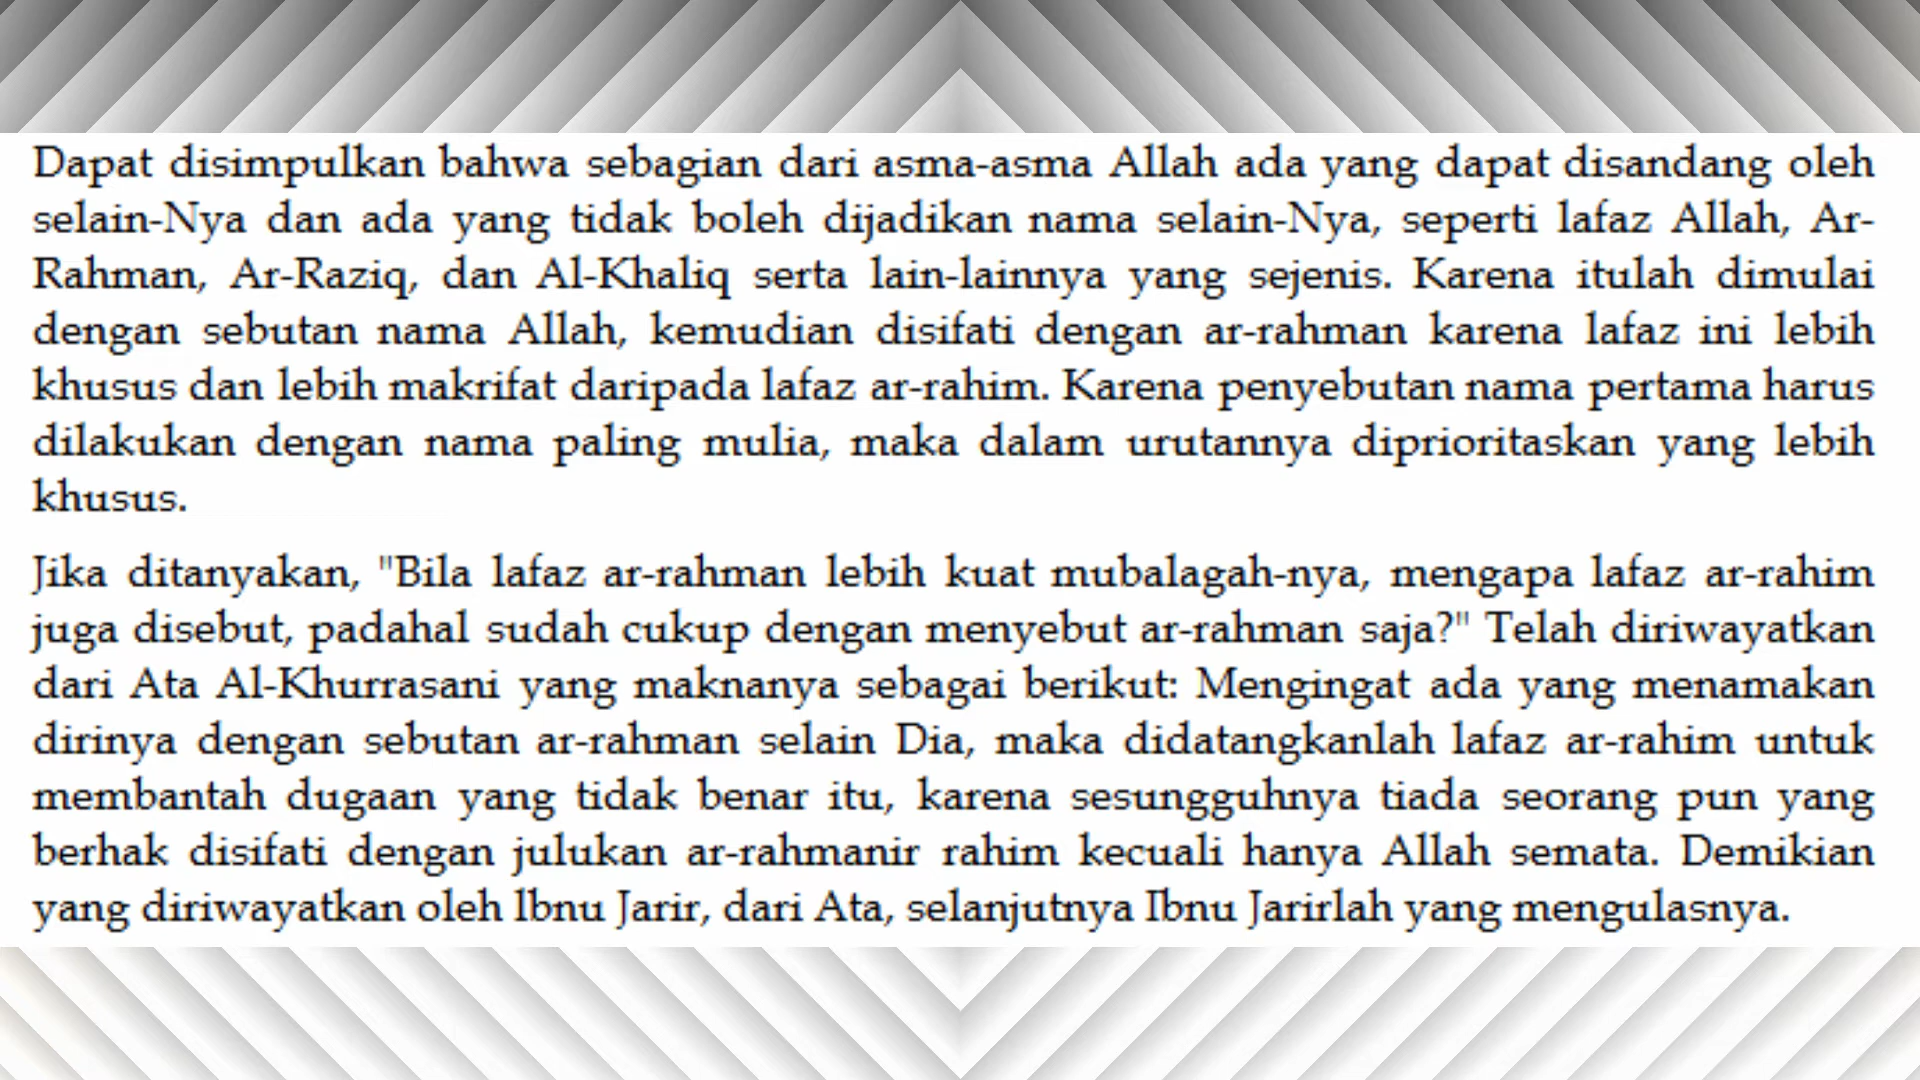 Dapat disimpulkan bahwa sebagian dari asma-asma Allah ada yang dapat disandang oleh
selain-Nya dan ada yang tidak boleh dijadikan nama selain-Nya, seperti lafaz Allah, Ar-
Rahman, Ar-Raziq, dan Al-Khaliq serta lain-lainnya yang sejenis. Karena itulah dimulai
dengan sebutan nama Allah, kemudian disifati dengan ar-rahman karena lafaz ini lebih
khusus dan lebih makrifat daripada lafaz ar-rahim. Karena penyebutan nama pertama harus
dilakukan dengan nama paling mulia, maka dalam urutannya diprioritaskan yang lebih
khusus.
Jika ditanyakan, "Bila lafaz ar-rahman lebih kuat mubalagah-nya, mengapa lafaz ar-rahim
juga disebut, padahal sudah cukup dengan menyebut ar-rahman saja?" Telah diriwayatkan
dari Ata Al-Khurrasani yang maknanya sebagai berikut: Mengingat ada yang menamakan
dirinya dengan sebutan ar-rahman selain Dia, maka didatangkanlah lafaz ar-rahim untuk
membantah dugaan yang tidak benar itu, karena sesungguhnya tiada seorang pun yang
berhak disifati dengan julukan ar-rahmanir rahim kecuali hanya Allah semata. Demikian
yang diriwayatkan oleh Ibnu Jarir, dari Ata, selanjutnya Ibnu Jarirlah yang mengulasnya.